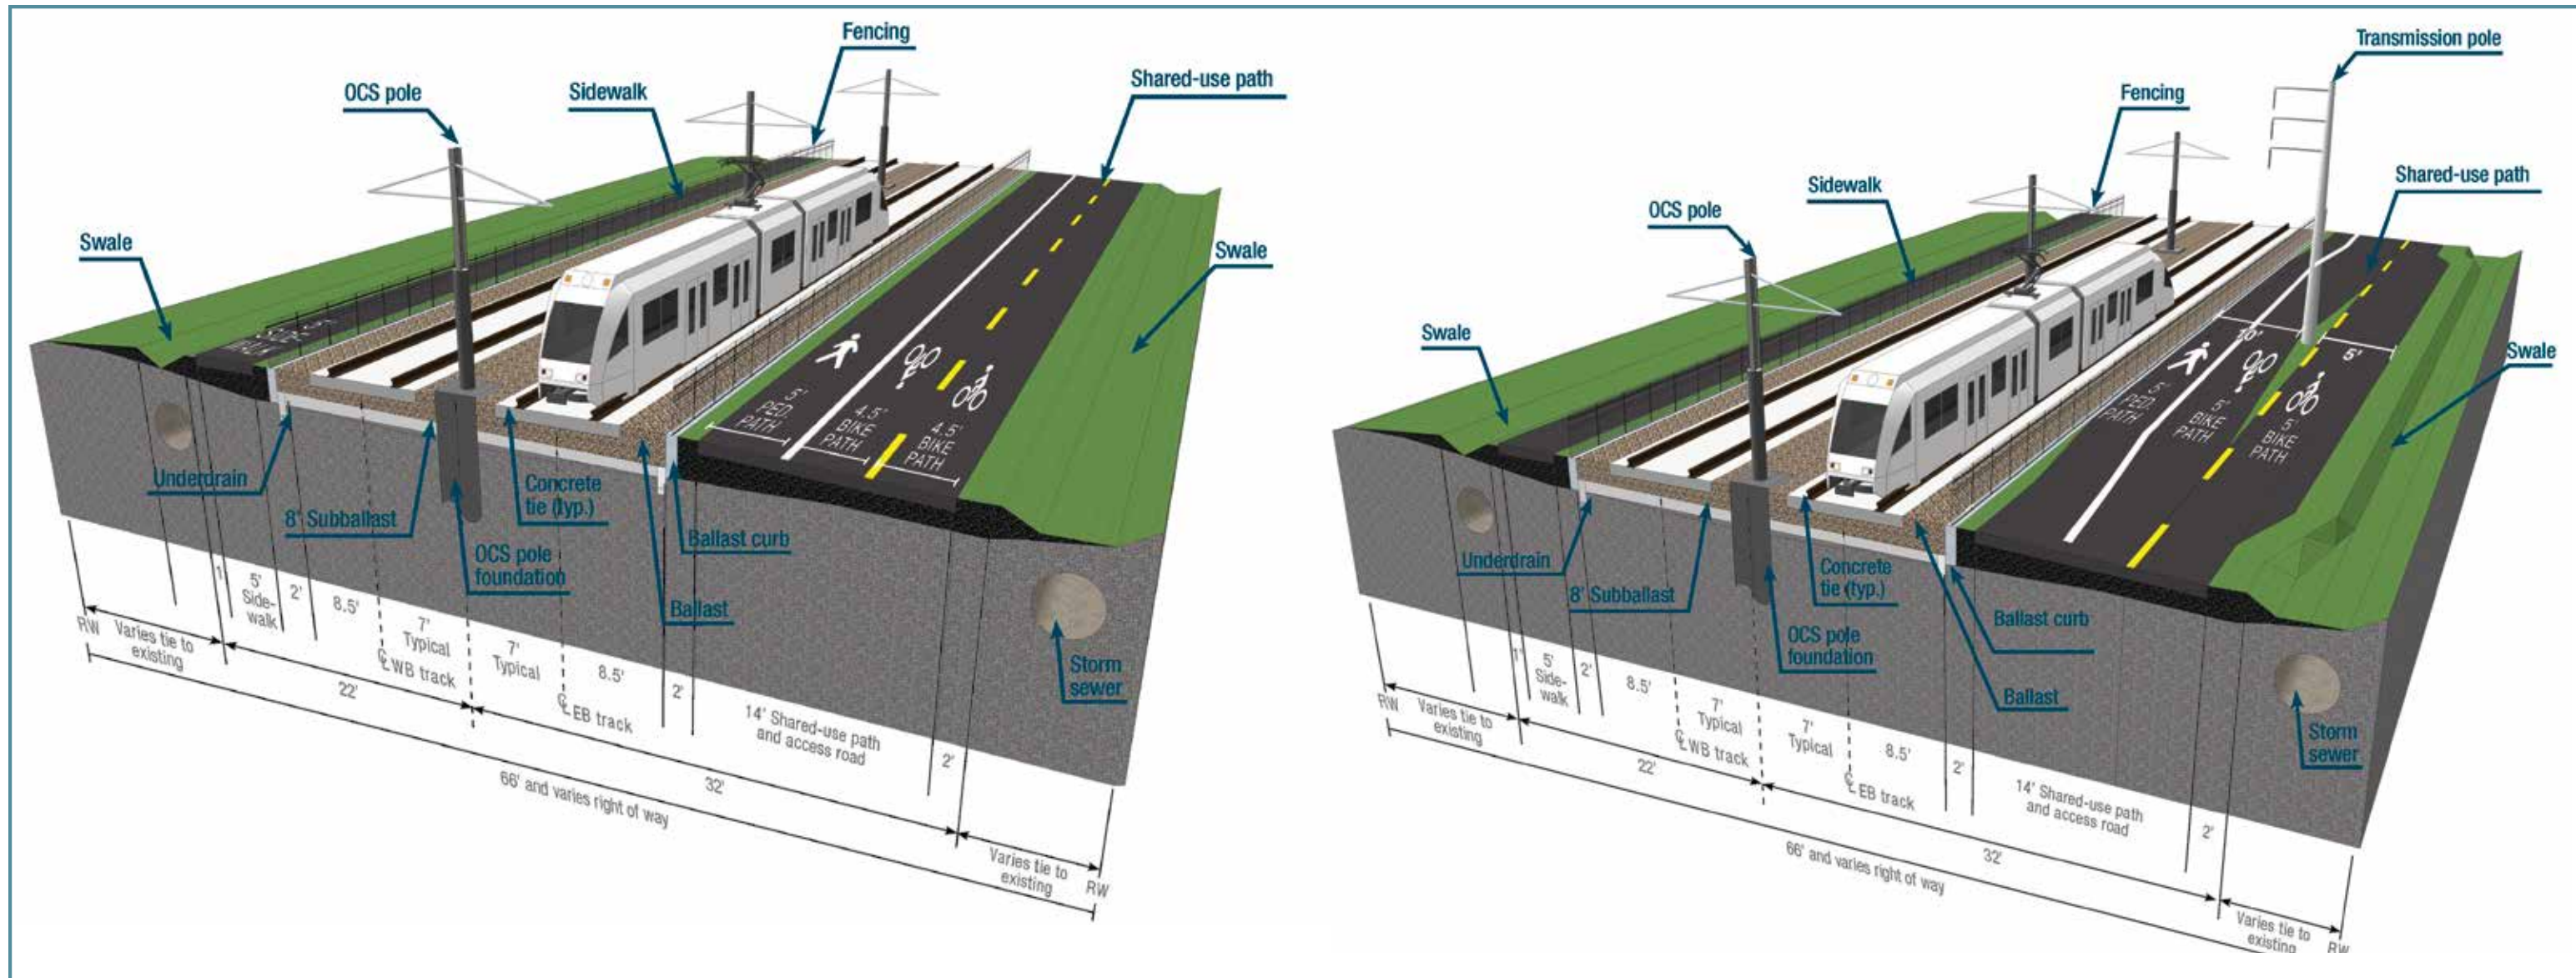 Fencing
OCS pole
Sidewalk
Shared-use path
Swale
Swale
5'
PED
PATH
4.5'
BIKE
PATH
4.5'
BIKE
PATH
Underdrain
8' Subballast
OCS pole
foundation
Concrete
tie (typ.)
Ballast curb
Ballast
Storm
sewer
1'
5'
Side-
walk
2'
8.5'
7'
Typical
℄ WB track
7'
Typical
℄ EB track
8.5'
2'
14' Shared-use path
and access road
2'
RW
Varies tie to
existing
22'
32'
Varies tie to
existing
RW
66' and varies right of way
Transmission pole
Fencing
Shared-use path
Sidewalk
OCS pole
Swale
Swale
10'
5'
5'
PED.
PATH
5'
BIKE
PATH
5'
BIKE
PATH
Underdrain
8' Subballast
OCS pole
foundation
Concrete
tie (typ.)
Ballast curb
Ballast
Storm
sewer
1'
5'
Side-
walk
2'
8.5'
7'
Typical
℄ WB track
7'
Typical
℄ EB track
8.5'
2'
14' Shared-use path
and access road
2'
RW
Varies tie to
existing
22'
32'
Varies tie to
existing
RW
66' and varies right of way